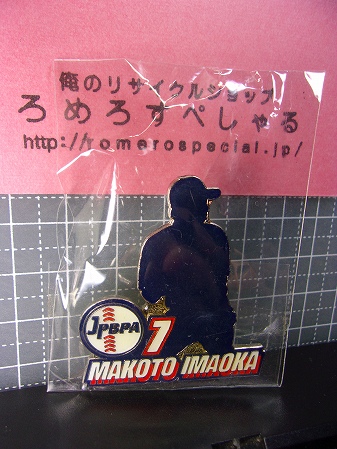 俺のリサイクルショップ
ろめろすぺしゃる
http://romerospecial.jp/
JPBPA
7
MAKOTO IMAOKA